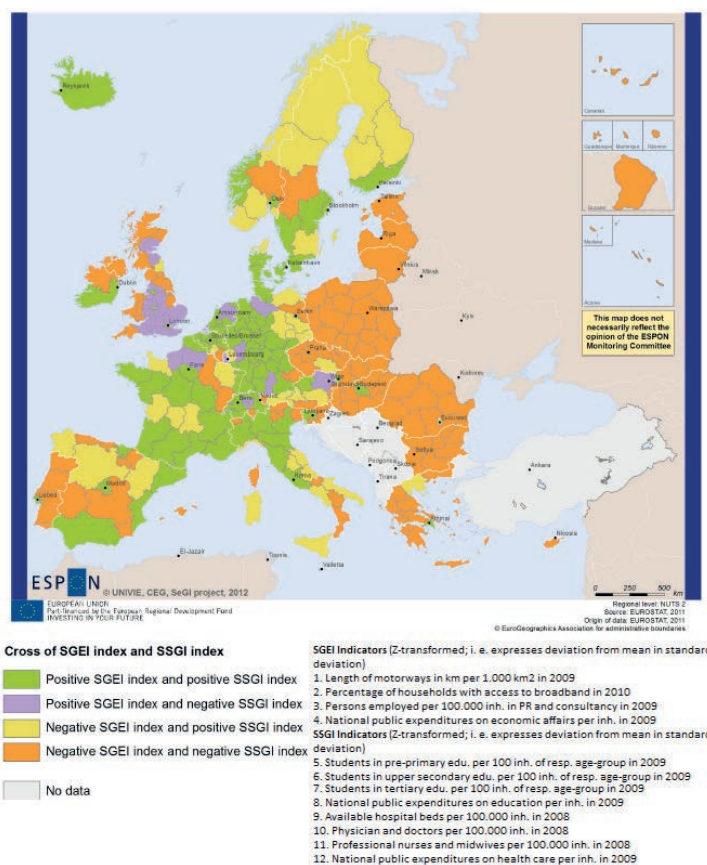 Reykjavik
Canarias
Guadeloupe Martinique Réunion
Guyane
Madeira
Açores
Helsinki
Tallinn
Oslo
Stockholm
Riga
København
Vilnius
Minsk
Dublin
This map does not
necessarily reflect the
opinion of the ESPON
Monitoring Committee
Amsterdam
Berlin
Warszawa
London
Kyiv
Bruxelles/Brussel
Luxembourg
Praha
Paris
Wien
Budapest
Kishinev
Bern
Vaduz
Ljubljana
Zagreb
Bucuresti
Beograd
Sarajevo
Sofiya
Podgorica
Skopje
Roma
Tirana
Ankara
Madrid
Lisboa
Athinai
El-Jazair
Tounis
Valletta
Nicosia
ESPON
© UNIVIE, CEG, SeGI project, 2012
0 250 500
km
EUROPEAN UNION
Part-financed by the European Regional Development Fund
INVESTING IN YOUR FUTURE
Regional level: NUTS 2
Source: EUROSTAT, 2011
Origin of data: EUROSTAT, 2011
© EuroGeographics Association for administrative boundaries
Cross of SGEI index and SSGI index
Positive SGEI index and positive SSGI index
Positive SGEI index and negative SSGI index
Negative SGEI index and positive SSGI index
Negative SGEI index and negative SSGI index
No data
SGEI Indicators (Z-transformed; i. e. expresses deviation from mean in standard
deviation)
1. Length of motorways in km per 1.000 km2 in 2009
2. Percentage of households with access to broadband in 2010
3. Persons employed per 100.000 inh. in PR and consultancy in 2009
4. National public expenditures on economic affairs per inh. in 2009
SSGI Indicators (Z-transformed; i. e. expresses deviation from mean in standard
deviation)
5. Students in pre-primary edu. per 100 inh. of resp. age-group in 2009
6. Students in upper secondary edu. per 100 inh. of resp. age-group in 2009
7. Students in tertiary edu. per 100 inh. of resp. age-group in 2009
8. National public expenditures on education per inh. in 2009
9. Available hospital beds per 100.000 inh. in 2008
10. Physician and doctors per 100.000 inh. in 2008
11. Professional nurses and midwives per 100.000 inh. in 2008
12. National public expenditures on health care per inh. in 2009